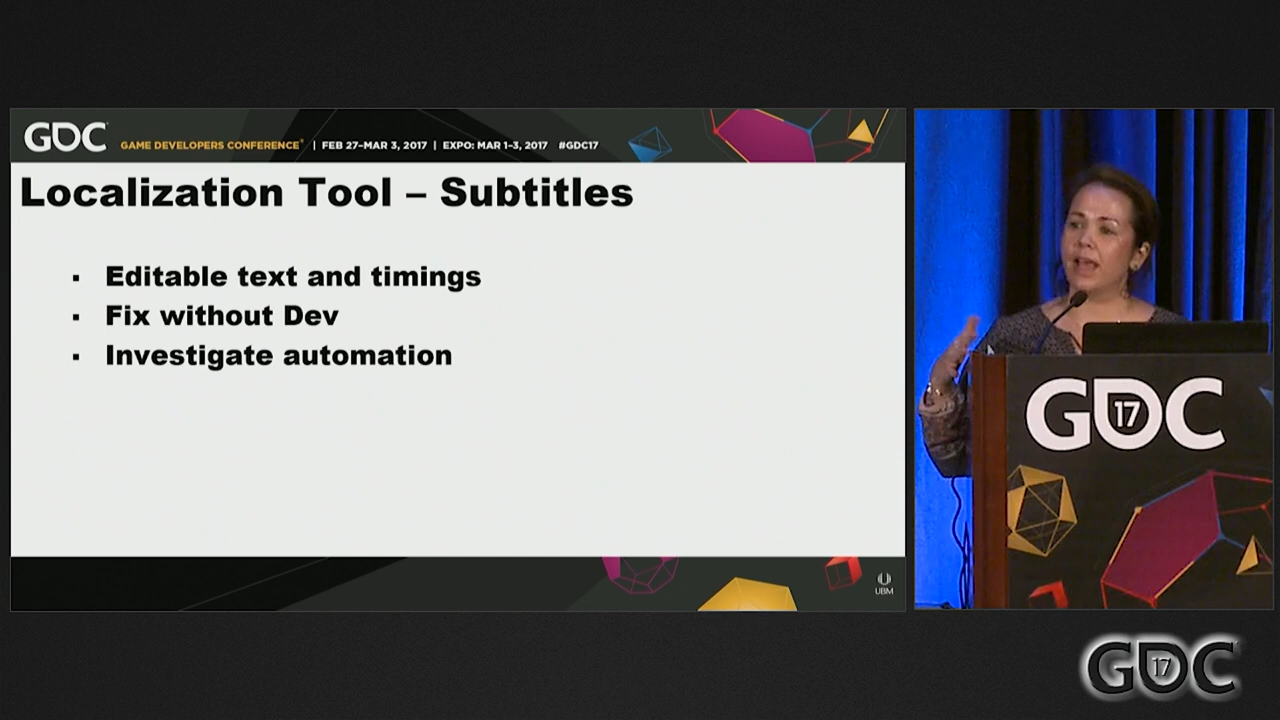 GDC GAME DEVELOPERS CONFERENCE® | FEB 27–MAR 3, 2017 | EXPO: MAR 1–3, 2017 #GDC17
Localization Tool – Subtitles
▪ Editable text and timings
▪ Fix without Dev
▪ Investigate automation
UBM
GDC 17
GDC 17